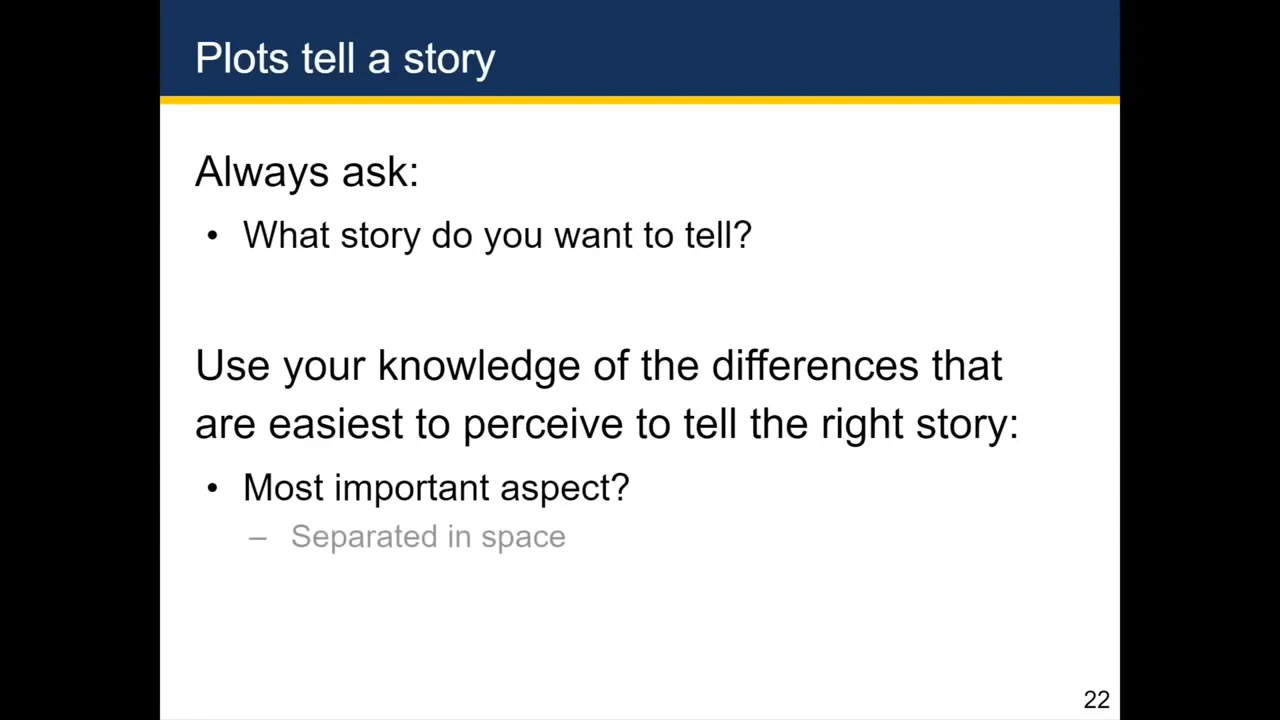 Plots tell a story
Always ask:
• What story do you want to tell?
Use your knowledge of the differences that
are easiest to perceive to tell the right story:
• Most important aspect?
– Separated in space
22